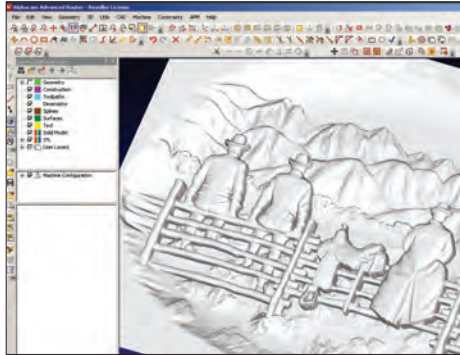 Alphacam Advanced Router - Reseller License
File Edit View Geometry 3D Utils CAD Machine Constraints APM Help
Geometry
Construction
Toolpaths
Dimension
Splines
Surfaces
Text
Solid Model
STL
User Layers
Machine Configuration